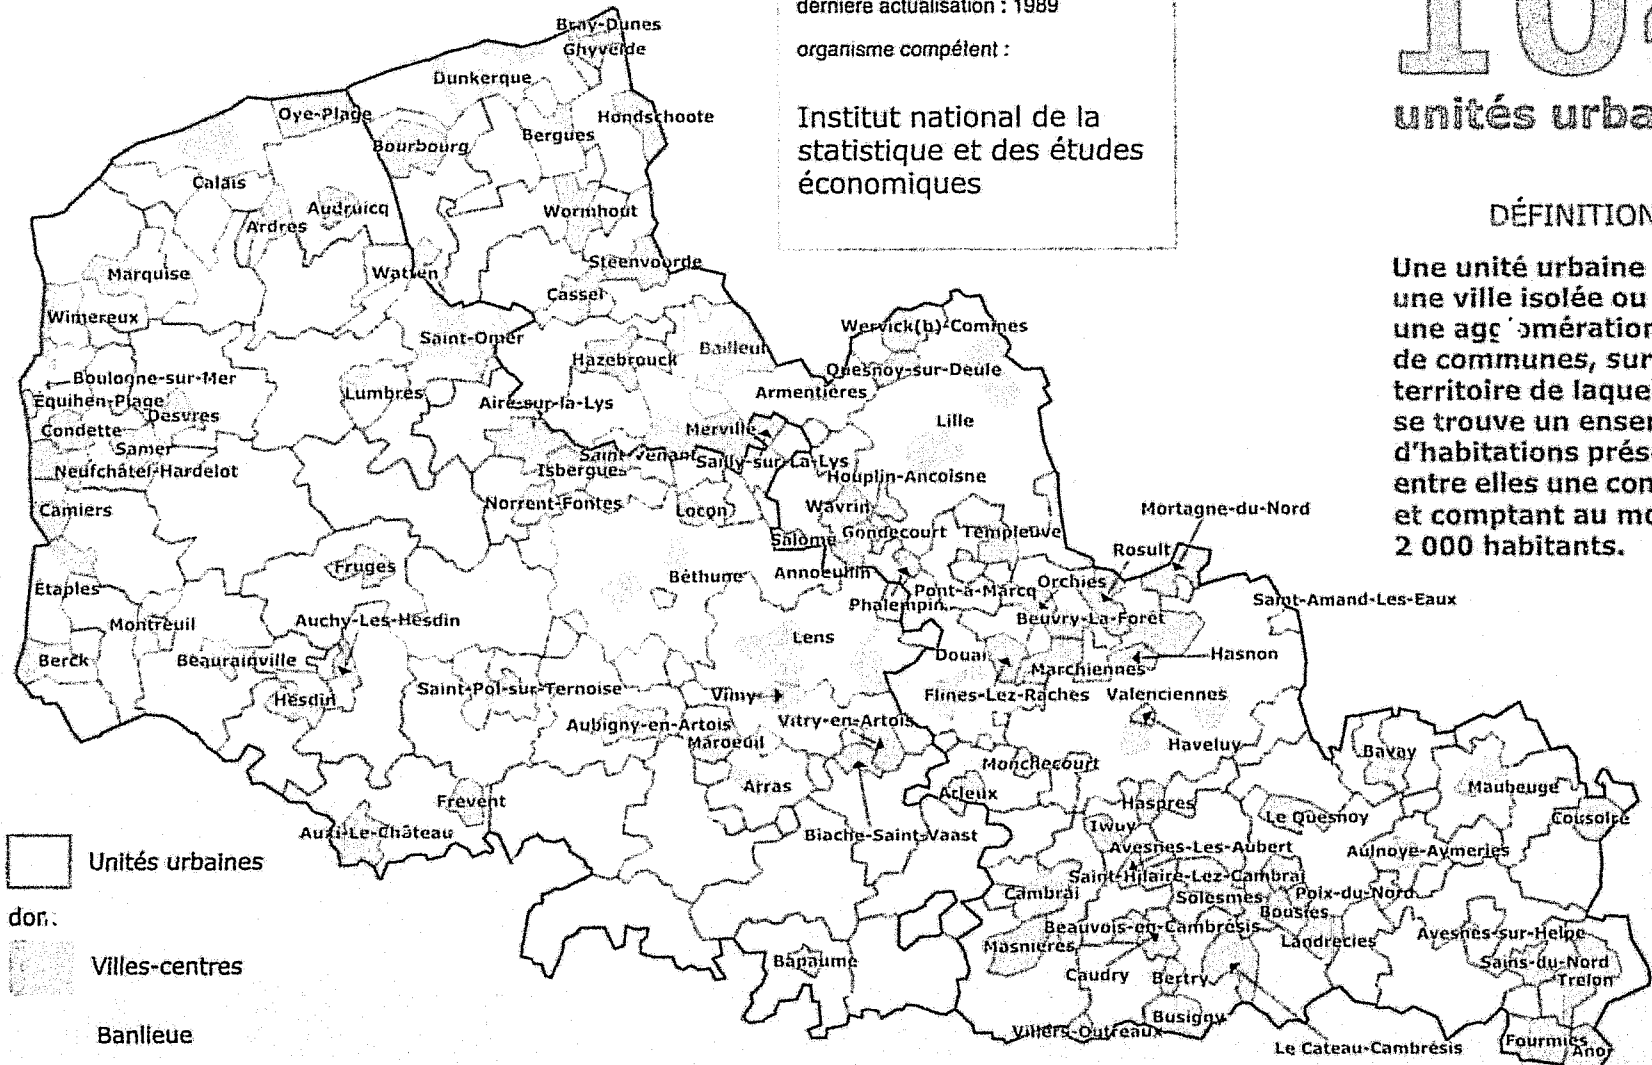 dernière actualisation : 1989
organisme compétent :
Institut national de la
statistique et des études
économiques
unités urba
DÉFINITION
Une unité urbaine
une ville isolée ou
de communes, sur
territoire de laque
se trouve un ensem
d'habitations prés
entre elles une con
et comptant au mo
2 000 habitants.
Bray-Dunes
Ghyvelde
Dunkerque
Oye-Plage
Hondschoote
Bergues
Bourbourg
Calais
Audruicq
Wormhout
Ardres
Marquise
Watten
Steenvoorde
Cassel
Wimereux
Wervick(b)-Comines
Saint-Omer
Bailleul
Hazebrouck
Quesnoy-sur-Deule
Boulogne-sur-Mer
Lumbres
Armentières
Equihen-Plage
Aire-sur-la-Lys
Desvres
Lille
Condette
Merville
Samer
Saint-Venant
Sailly-sur-La-Lys
Neufchâtel-Hardelot
Isbergues
Houplin-Ancoisne
Norrent-Fontes
Locon
Wavrin
Camiers
Mortagne-du-Nord
Salomé
Gondecourt
Templeuve
Rosult
Fruges
Béthune
Annoeullin
Orchies
Etaples
Pont-à-Marcq
Phalempin
Saint-Amand-Les-Eaux
Montreuil
Auchy-Les-Hesdin
Beuvry-La-Forêt
Lens
Berck
Beaurainville
Douai
Marchiennes
Hasnon
Hesdin
Saint-Pol-sur-Ternoise
Vimy
Flines-Lez-Raches
Valenciennes
Aubigny-en-Artois
Vitry-en-Artois
Maroeuil
Haveluy
Bavay
Monchecourt
Arras
Arleux
Maubeuge
Frévent
Haspres
Le Quesnoy
Cousolre
Auxi-Le-Château
Biache-Saint-Vaast
Iwuy
Avesnes-Les-Aubert
Aulnoye-Aymeries
Saint-Hilaire-Lez-Cambrai
Cambrai
Solesmes
Poix-du-Nord
Bousies
Beauvois-en-Cambrésis
Landrecies
Avesnes-sur-Helpe
Masnières
Bapaume
Caudry
Bertry
Sains-du-Nord
Trelon
Busigny
Villers-Outreaux
Le Cateau-Cambrésis
Fourmies
Anor
Unités urbaines
Villes-centres
Banlieue